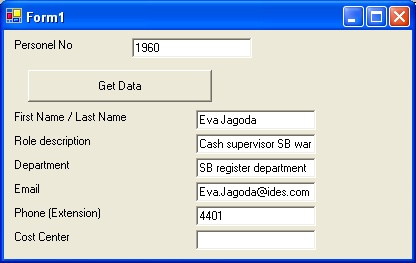 Form1
Personel No 1960
Get Data
First Name / Last Name Eva Jagoda
Role description Cash supervisor SB war
Department SB register department
Email Eva.Jagoda@ides.com
Phone (Extension) 4401
Cost Center